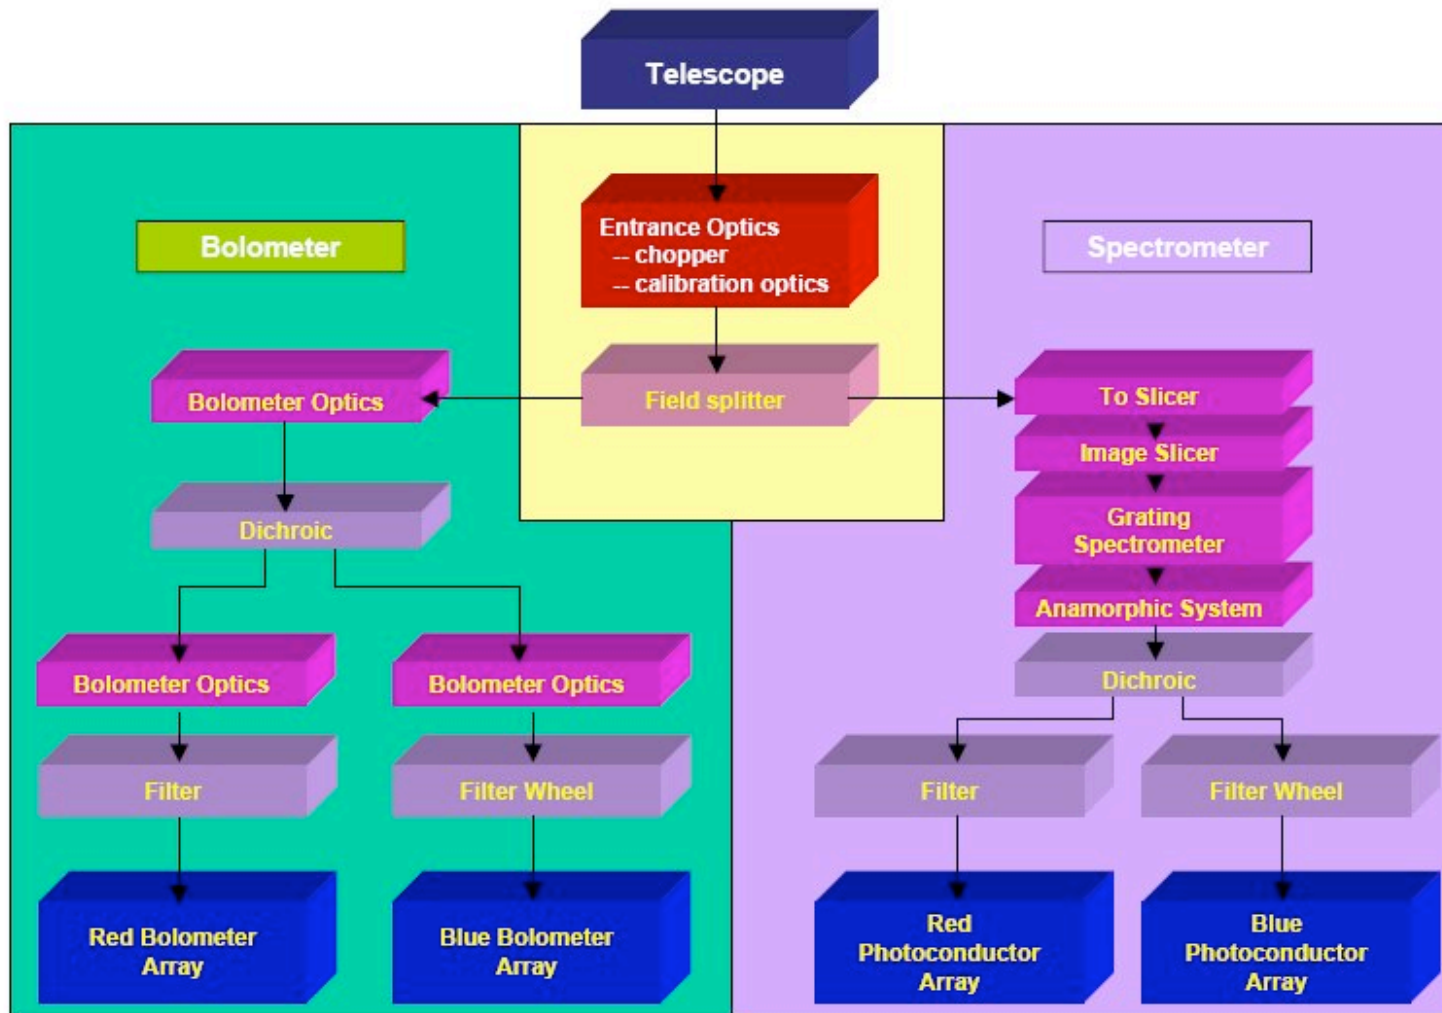 Telescope
Entrance Optics
-- chopper
-- calibration optics
Bolometer
Spectrometer
Bolometer Optics
Field splitter
To Slicer
Image Slicer
Grating
Spectrometer
Dichroic
Anamorphic System
Bolometer Optics
Bolometer Optics
Dichroic
Filter
Filter Wheel
Filter
Filter Wheel
Red Bolometer
Array
Blue Bolometer
Array
Red
Photoconductor
Array
Blue
Photoconductor
Array